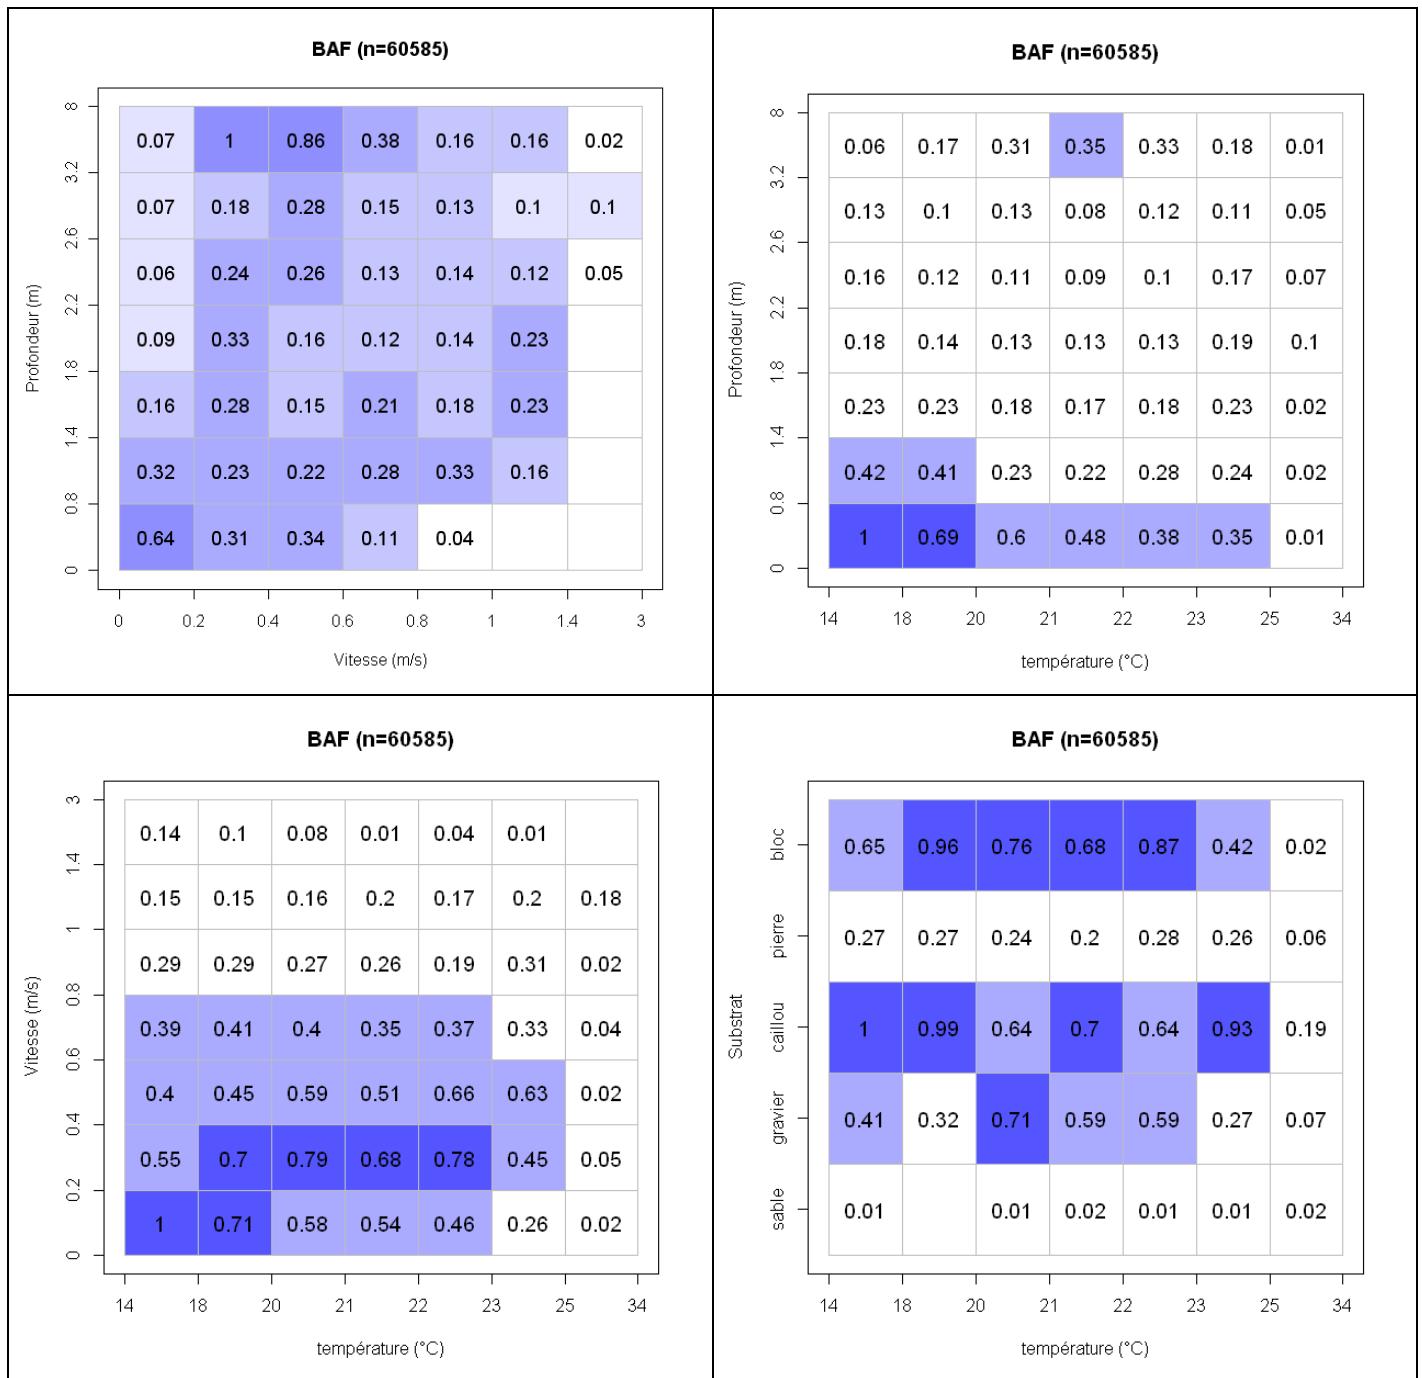 BAF (n=60585)
Profondeur (m)
8 0.07 1 0.86 0.38 0.16 0.16 0.02
3.2 0.07 0.18 0.28 0.15 0.13 0.1 0.1
2.6 0.06 0.24 0.26 0.13 0.14 0.12 0.05
2.2 0.09 0.33 0.16 0.12 0.14 0.23
1.8 0.16 0.28 0.15 0.21 0.18 0.23
1.4 0.32 0.23 0.22 0.28 0.33 0.16
0.8 0.64 0.31 0.34 0.11 0.04
0
0 0.2 0.4 0.6 0.8 1 1.4 3
Vitesse (m/s)
BAF (n=60585)
Profondeur (m)
8 0.06 0.17 0.31 0.35 0.33 0.18 0.01
3.2 0.13 0.1 0.13 0.08 0.12 0.11 0.05
2.6 0.16 0.12 0.11 0.09 0.1 0.17 0.07
2.2 0.18 0.14 0.13 0.13 0.13 0.19 0.1
1.8 0.23 0.23 0.18 0.17 0.18 0.23 0.02
1.4 0.42 0.41 0.23 0.22 0.28 0.24 0.02
0.8 1 0.69 0.6 0.48 0.38 0.35 0.01
0
14 18 20 21 22 23 25 34
température (°C)
BAF (n=60585)
Vitesse (m/s)
3 0.14 0.1 0.08 0.01 0.04 0.01
1.4 0.15 0.15 0.16 0.2 0.17 0.2 0.18
1 0.29 0.29 0.27 0.26 0.19 0.31 0.02
0.8 0.39 0.41 0.4 0.35 0.37 0.33 0.04
0.6 0.4 0.45 0.59 0.51 0.66 0.63 0.02
0.4 0.55 0.7 0.79 0.68 0.78 0.45 0.05
0.2 1 0.71 0.58 0.54 0.46 0.26 0.02
0
14 18 20 21 22 23 25 34
température (°C)
BAF (n=60585)
Substrat
bloc 0.65 0.96 0.76 0.68 0.87 0.42 0.02
pierre 0.27 0.27 0.24 0.2 0.28 0.26 0.06
caillou 1 0.99 0.64 0.7 0.64 0.93 0.19
gravier 0.41 0.32 0.71 0.59 0.59 0.27 0.07
sable 0.01 0.01 0.02 0.01 0.01 0.02
14 18 20 21 22 23 25 34
température (°C)